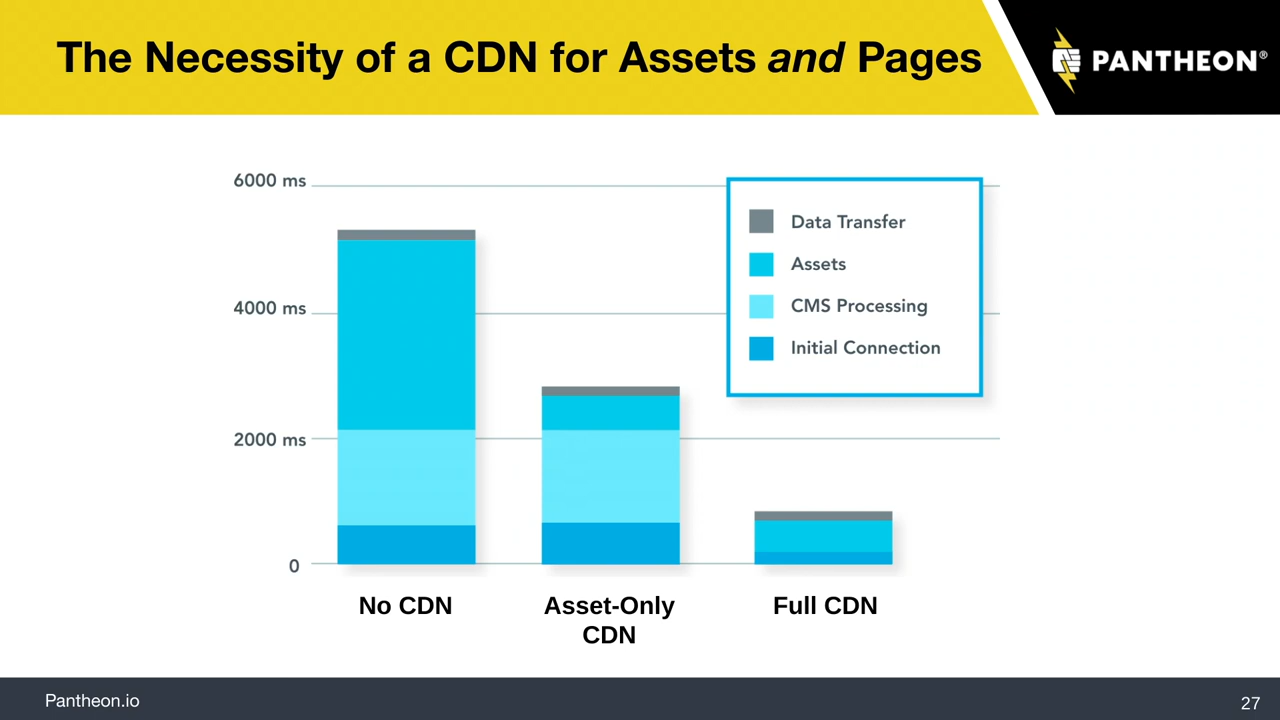 The Necessity of a CDN for Assets and Pages
PANTHEON®
6000 ms
4000 ms
2000 ms
0
Data Transfer
Assets
CMS Processing
Initial Connection
No CDN
Asset-Only
CDN
Full CDN
Pantheon.io
27